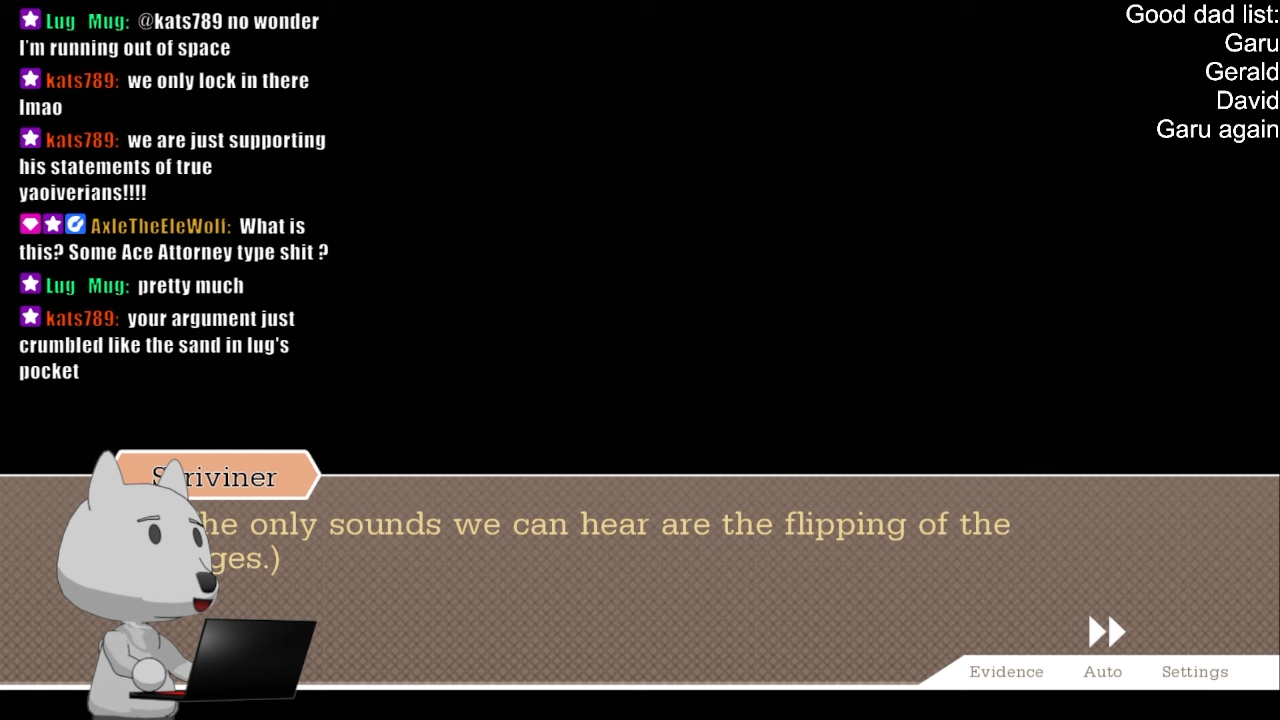 Lug Mug: @kats789 no wonder
I'm running out of space
kats789: we only lock in there
lmao
kats789: we are just supporting
his statements of true
yaoiverians!!!!
AxleTheEleWolf: What is
this? Some Ace Attorney type shit ?
Lug Mug: pretty much
kats789: your argument just
crumbled like the sand in lug's
pocket
Good dad list:
Garu
Gerald
David
Garu again
Scriviner
only sounds we can hear are the flipping of the
Evidence Auto Settings